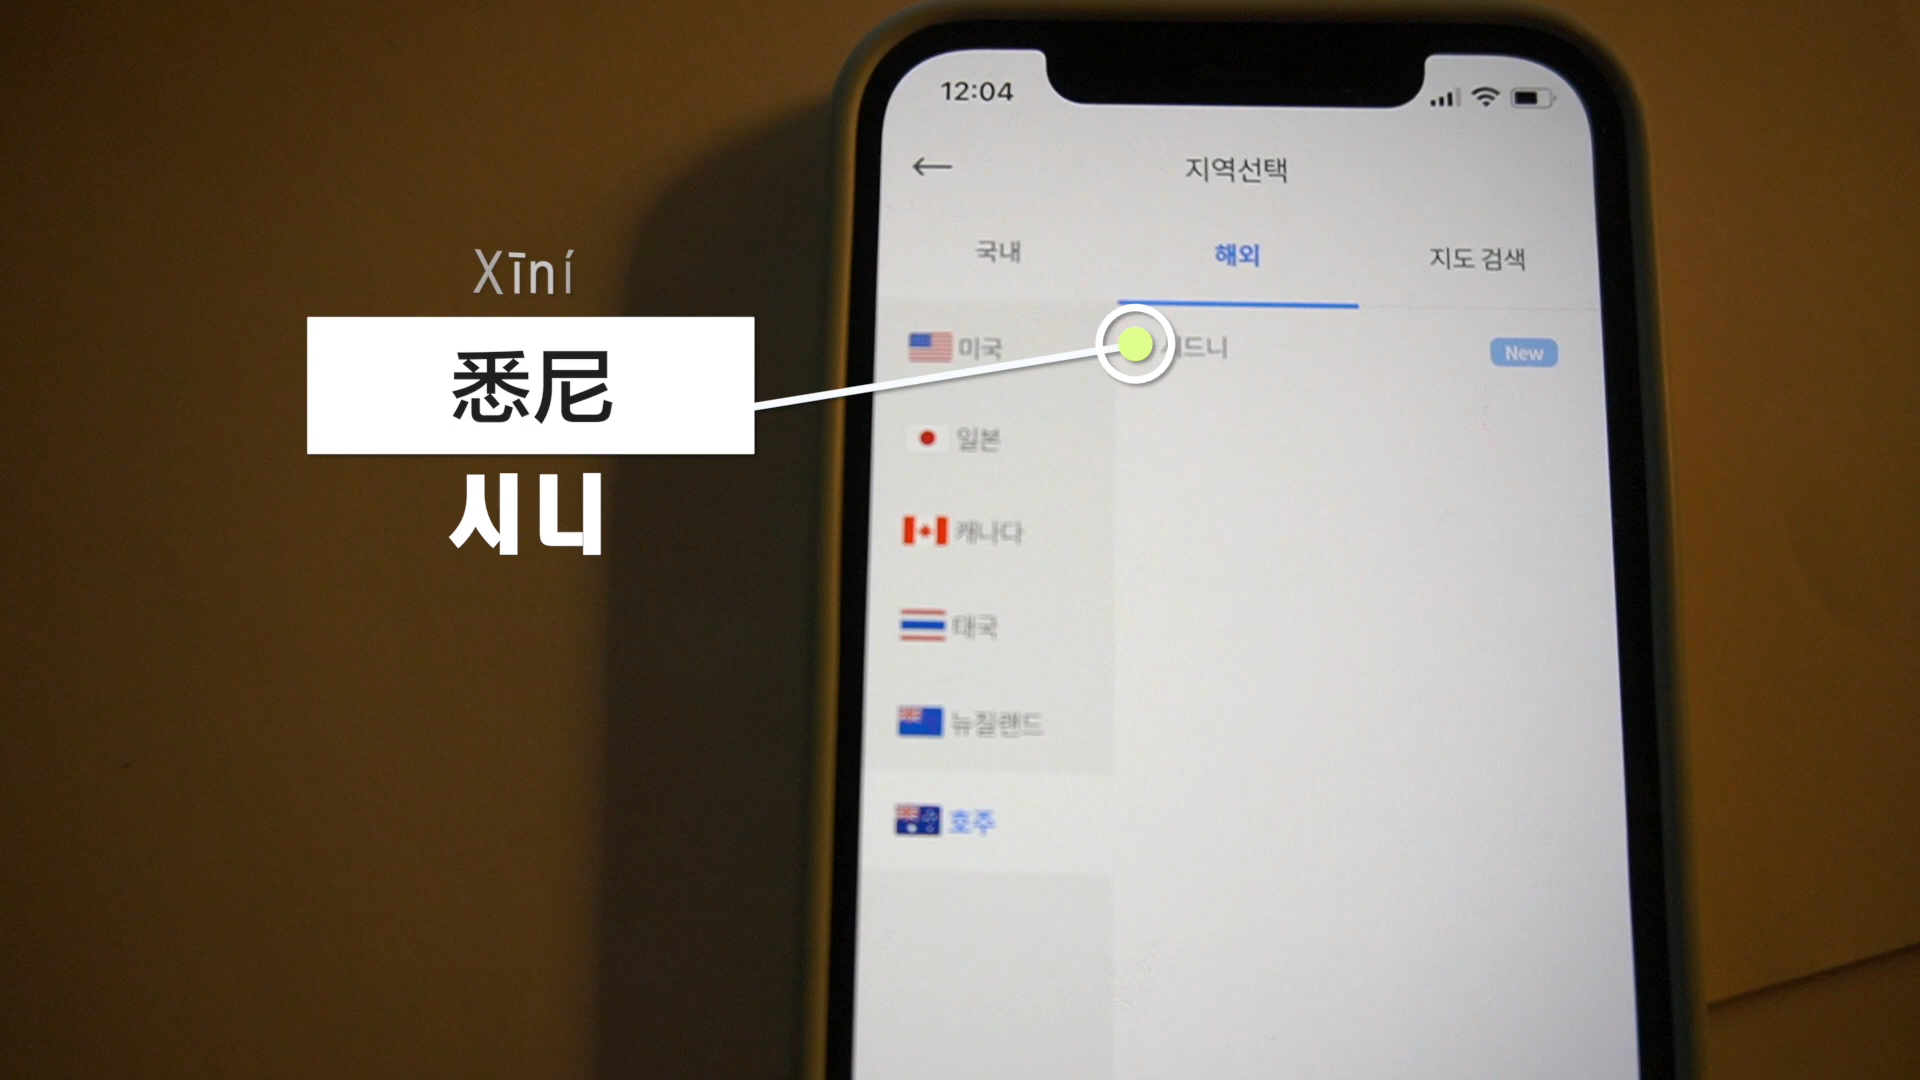 12:04
지역선택
국내
해외
지도 검색
Xīní
悉尼
시니
미국
시드니
New
일본
캐나다
태국
뉴질랜드
호주